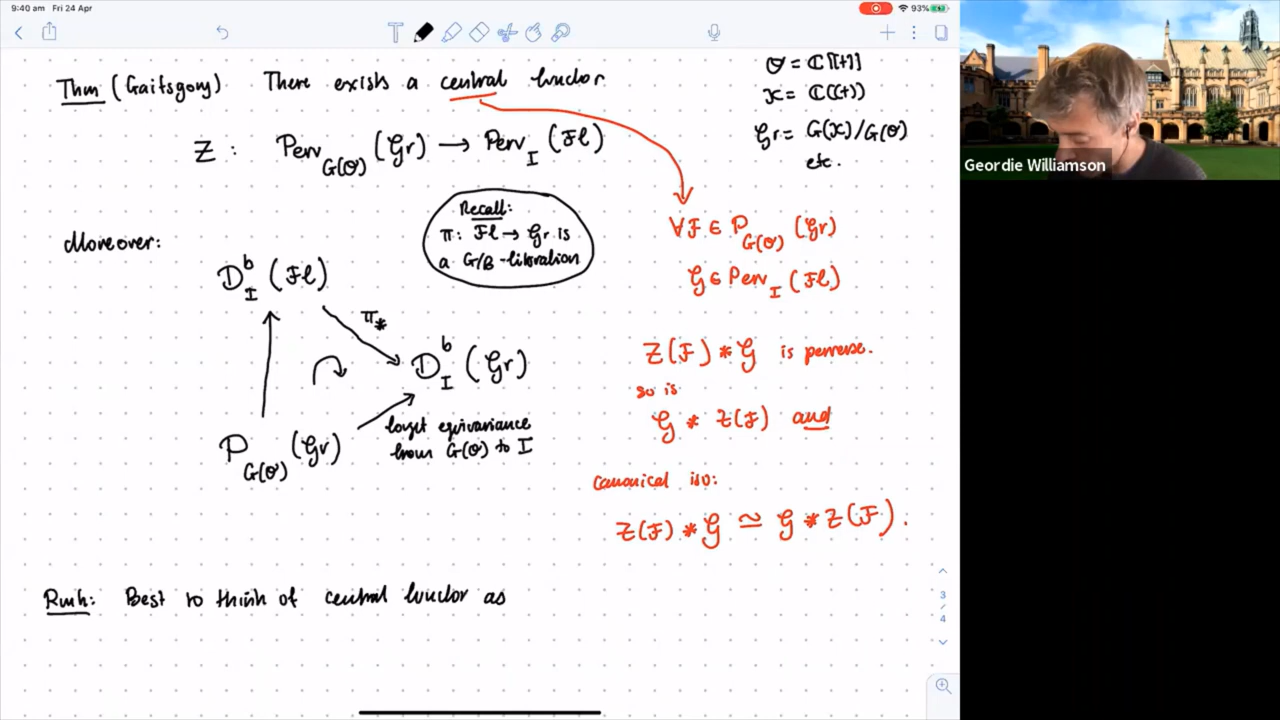 9:40 am Fri 24 Apr
93%
Thm (Gaitsgory) There exists a central functor
Z : Perv_{G(O)} (Gr) → Perv_I (Fl)
O = ℂ[[t]]
K = ℂ((t))
Gr = G(K)/G(O)
etc.
Recall:
π: Fl → Gr is
a G/B-fibration
Moreover:
D^b_I (Fl)
π_*
D^b_I (Gr)
P_{G(O)} (Gr)
forget equivariance
from G(O) to I
∀F ∈ P_{G(O)} (Gr)
G ∈ Perv_I (Fl)
Z(F) * G is perverse.
so is
G * Z(F) and
canonical iso:
Z(F) * G ≃ G * Z(F).
Rmk: Best to think of central functor as
3
/
4
Geordie Williamson